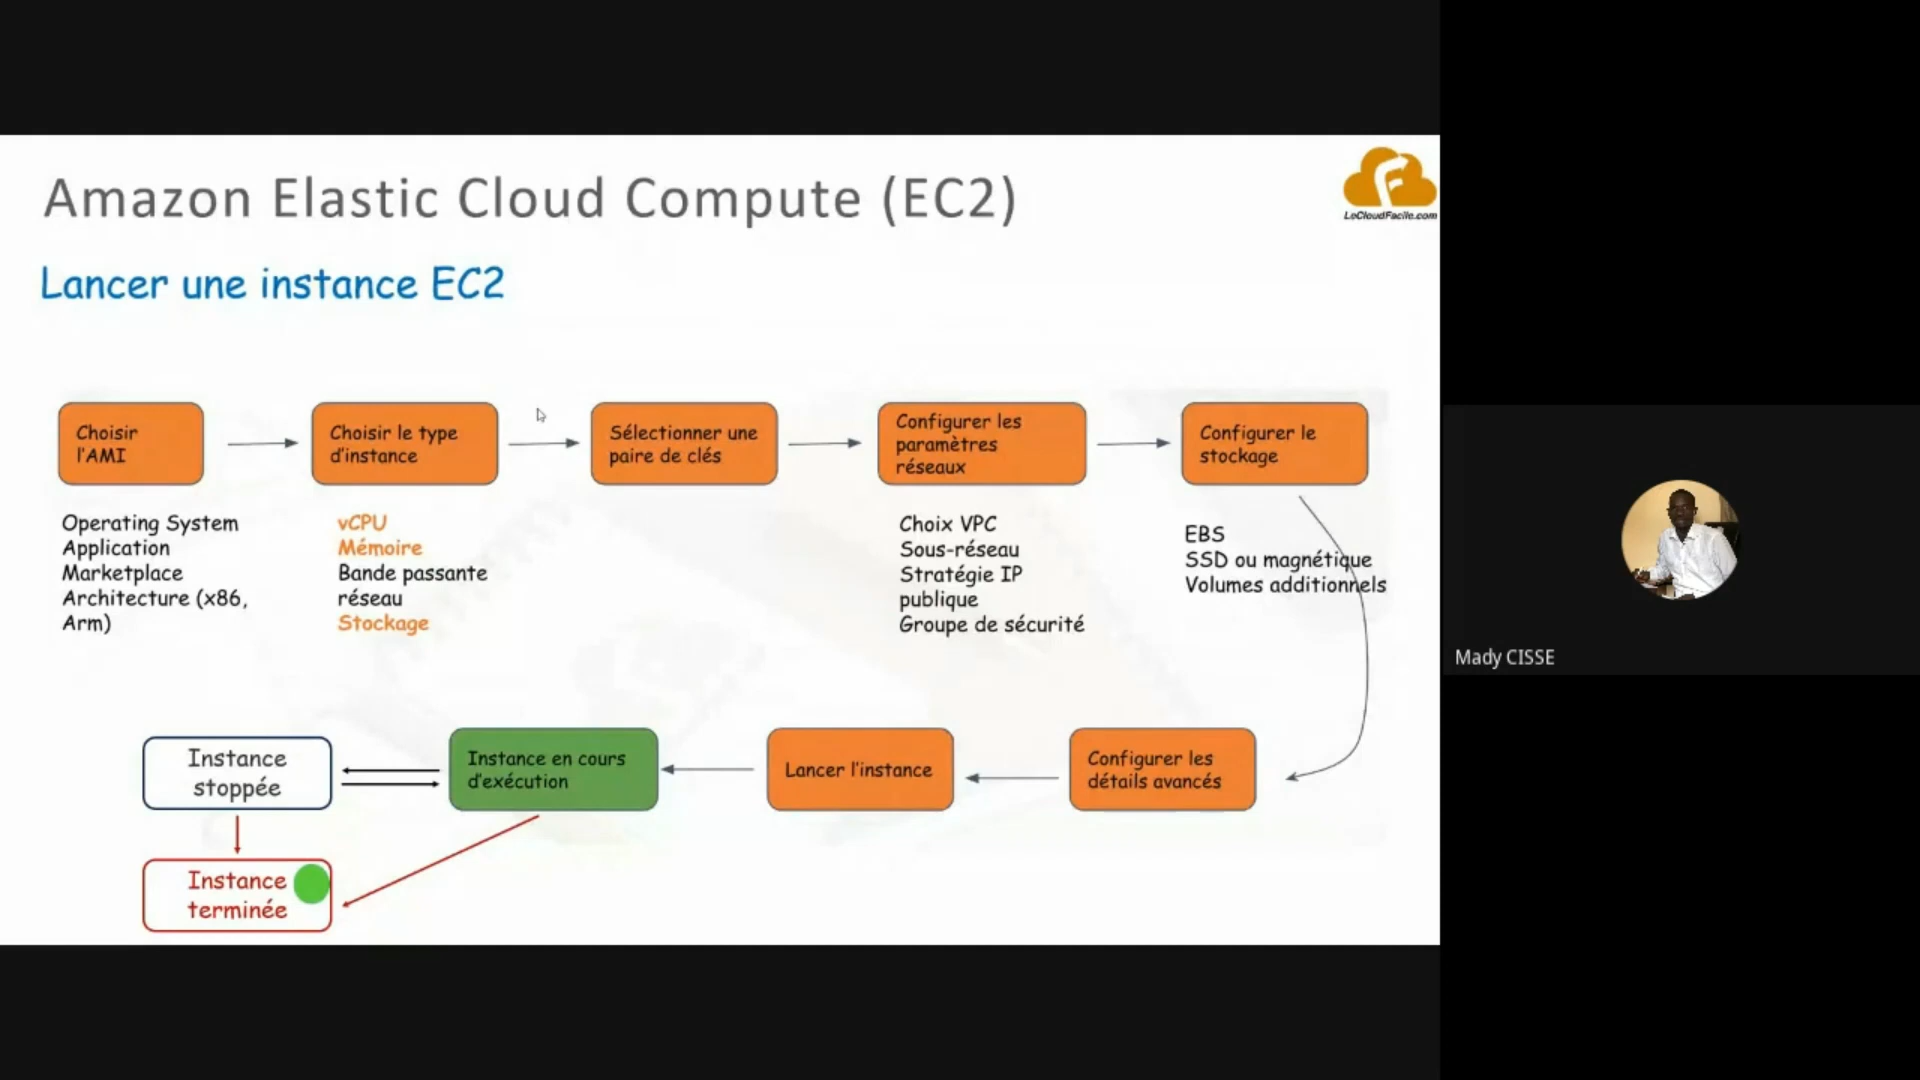 Amazon Elastic Cloud Compute (EC2)
LeCloudFacile.com
Lancer une instance EC2
Choisir
l'AMI
Choisir le type
d'instance
Sélectionner une
paire de clés
Configurer les
paramètres
réseaux
Configurer le
stockage
Operating System
Application
Marketplace
Architecture (x86,
Arm)
vCPU
Mémoire
Bande passante
réseau
Stockage
Choix VPC
Sous-réseau
Stratégie IP
publique
Groupe de sécurité
EBS
SSD ou magnétique
Volumes additionnels
Mady CISSE
Instance
stoppée
Instance en cours
d'exécution
Lancer l'instance
Configurer les
détails avancés
Instance
terminée